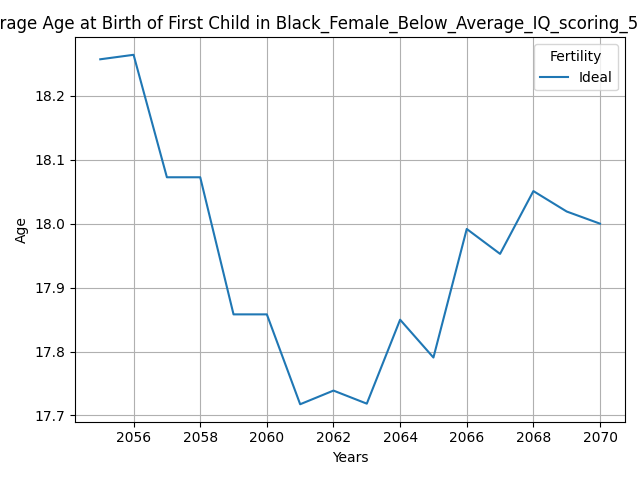 rage Age at Birth of First Child in Black_Female_Below_Average_IQ_scoring_5
Fertility
Ideal
18.2
18.1
18.0
17.9
17.8
17.7
Age
2056 2058 2060 2062 2064 2066 2068 2070
Years